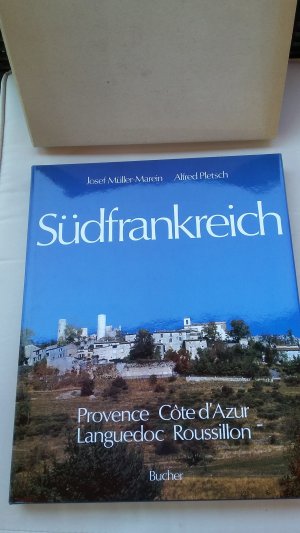 Josef Müller-Marein Alfred Pletsch
Südfrankreich
Provence Côte d'Azur
Languedoc Roussillon
Bucher